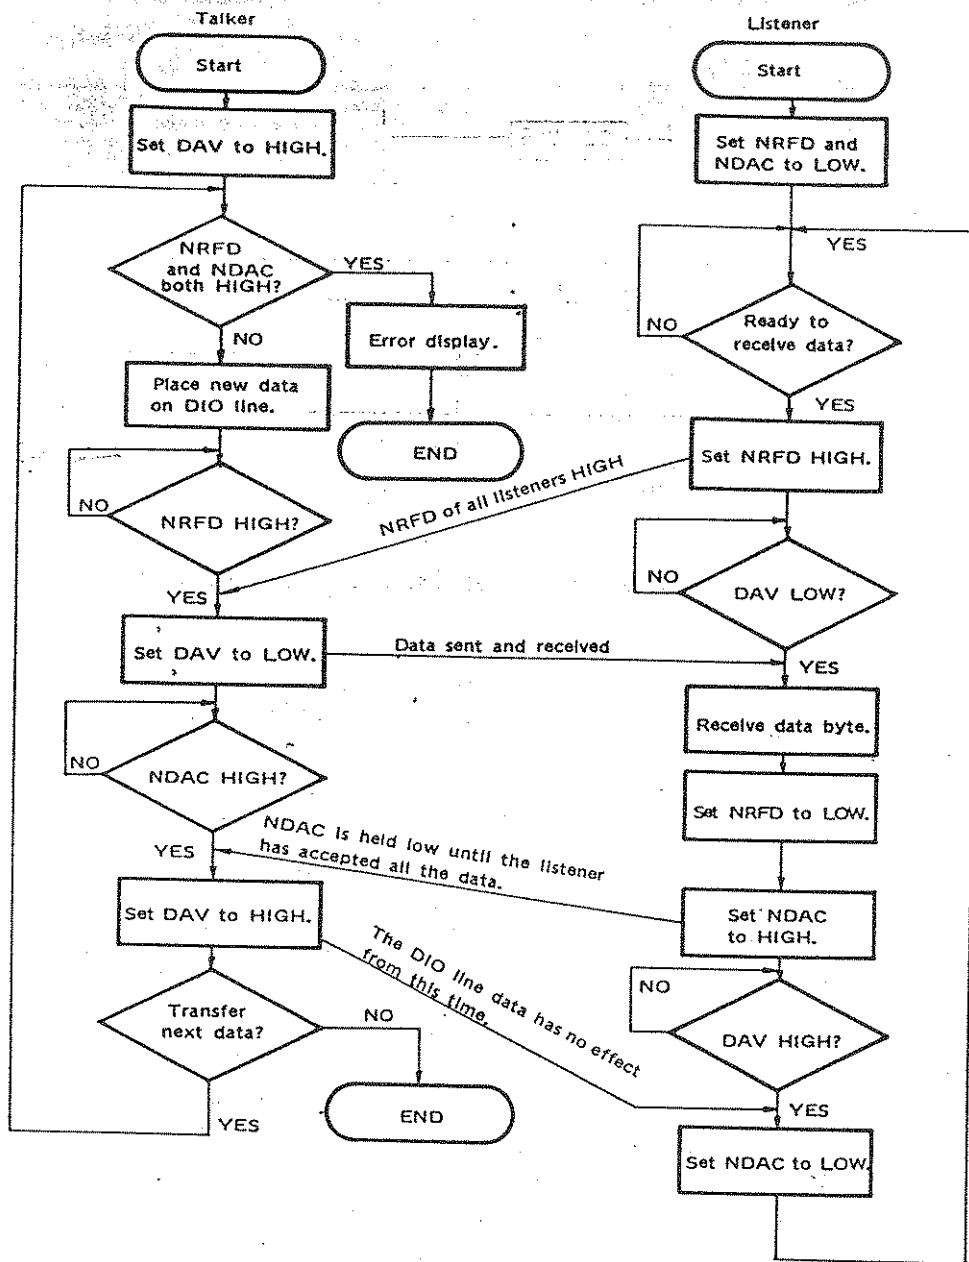 Talker
Start
Set DAV to HIGH.
NRFD
and NDAC
both HIGH?
YES
Error display.
END
NO
Place new data
on DIO line.
NO
NRFD HIGH?
YES
Set DAV to LOW.
NO
NDAC HIGH?
YES
Set DAV to HIGH.
Transfer
next data?
NO
END
YES
NRFD of all listeners HIGH
Data sent and received
NDAC is held low until the listener
has accepted all the data.
The DIO line data has no effect
from this time.
Listener
Start
Set NRFD and
NDAC to LOW.
YES
NO
Ready to
receive data?
YES
Set NRFD HIGH.
NO
DAV LOW?
YES
Receive data byte.
Set NRFD to LOW.
Set NDAC
to HIGH.
NO
DAV HIGH?
YES
Set NDAC to LOW.